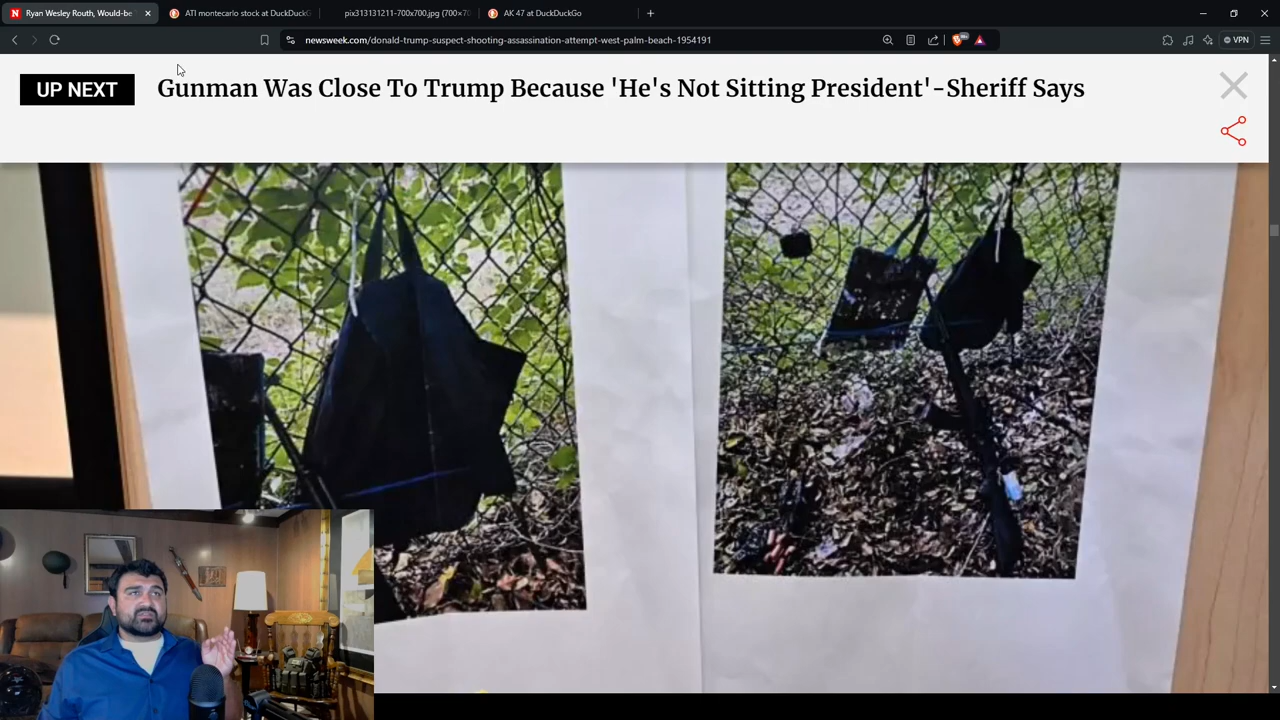 Ryan Wesley Routh, Would-be
ATI montecarlo stock at DuckDuckG
pix313131211-700x700.jpg (700×70
AK 47 at DuckDuckGo
newsweek.com/donald-trump-suspect-shooting-assassination-attempt-west-palm-beach-1954191
VPN
UP NEXT
Gunman Was Close To Trump Because 'He's Not Sitting President'-Sheriff Says